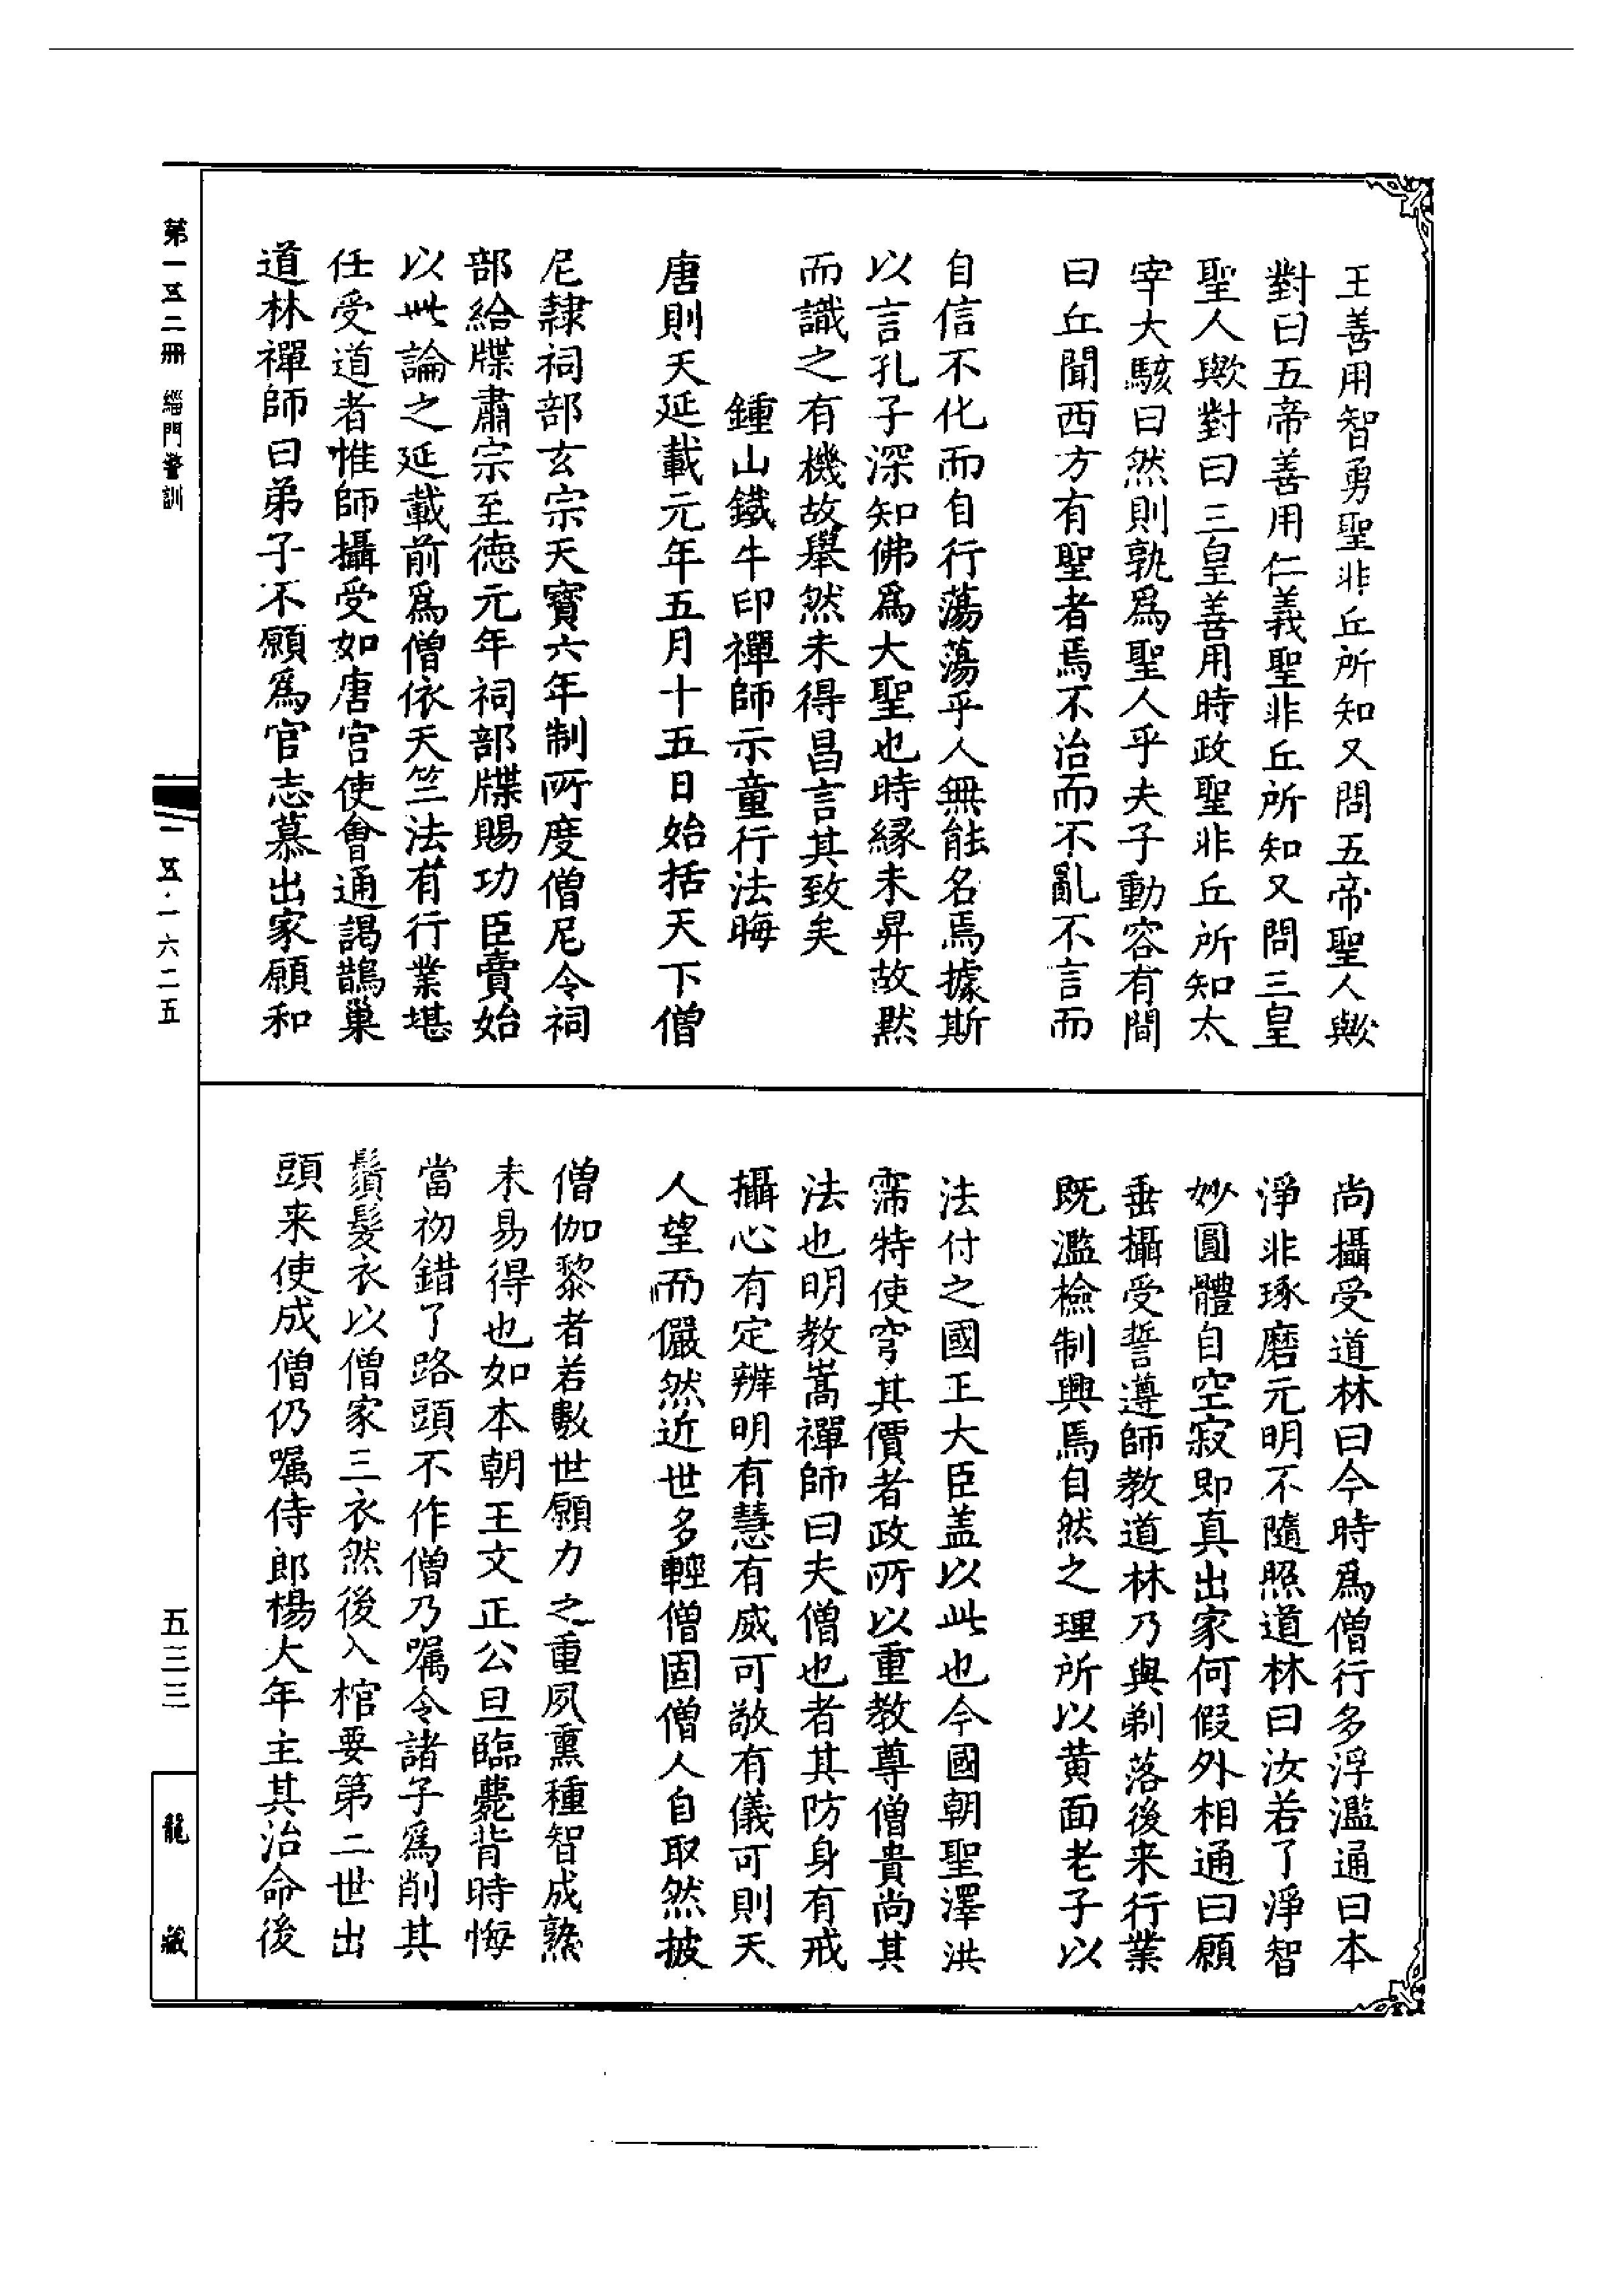 王善用智勇聖非丘所知又問五帝聖人歟
對曰五帝善用仁義聖非丘所知又問三皇
聖人歟對曰三皇善用時政聖非丘所知太
宰大駭曰然則孰爲聖人乎夫子動容有間
曰丘聞西方有聖者焉不治而不亂不言而
自信不化而自行蕩蕩乎人無能名焉據斯
以言孔子深知佛爲大聖也時緣未昇故默
而識之有機故舉然未得昌言其致矣
鍾山鐵牛印禪師示童行法晦
唐則天延載元年五月十五日始括天下僧
尼隸祠部玄宗天寶六年制所度僧尼令祠
部給牒肅宗至德元年祠部牒賜功臣賣始
以此論之延載前爲僧依天竺法有行業堪
任受道者惟師攝受如唐宫使會通謁鵲巢
道林禪師曰弟子不願爲官志慕出家願和
尚攝受道林曰今時爲僧行多浮濫通曰本
淨非琢磨元明不隨照道林曰汝若了淨智
妙圓體自空寂即真出家何假外相通曰願
垂攝受誓遵師教道林乃與剃落後来行業
既濫檢制興焉自然之理所以黄面老子以
法付之國王大臣盖以此也今國朝聖澤洪
霈特使穹其價者政所以重教尊僧貴尚其
法也明教嵩禪師曰夫僧也者其防身有戒
攝心有定辨明有慧有威可敬有儀可則天
人望而儼然近世多輕僧固僧人自取然披
僧伽黎者若數世願力之重夙熏種智成熟
未易得也如本朝王文正公旦臨薨背時悔
當初錯了路頭不作僧乃囑令諸子爲削其
鬚髮衣以僧家三衣然後入棺要第二世出
頭来使成僧仍囑侍郎楊大年主其治命後
第一五二冊 緇門警訓
一五·一六二五
五三三
龍藏